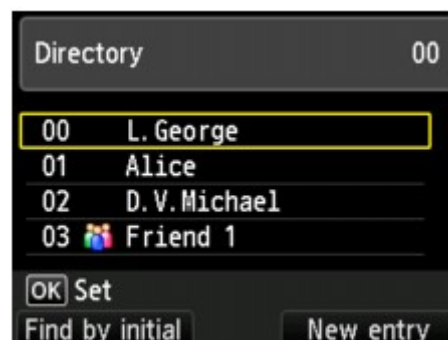 Directory 00
00 L.George
01 Alice
02 D.V.Michael
03 Friend 1
OK Set
Find by initial New entry